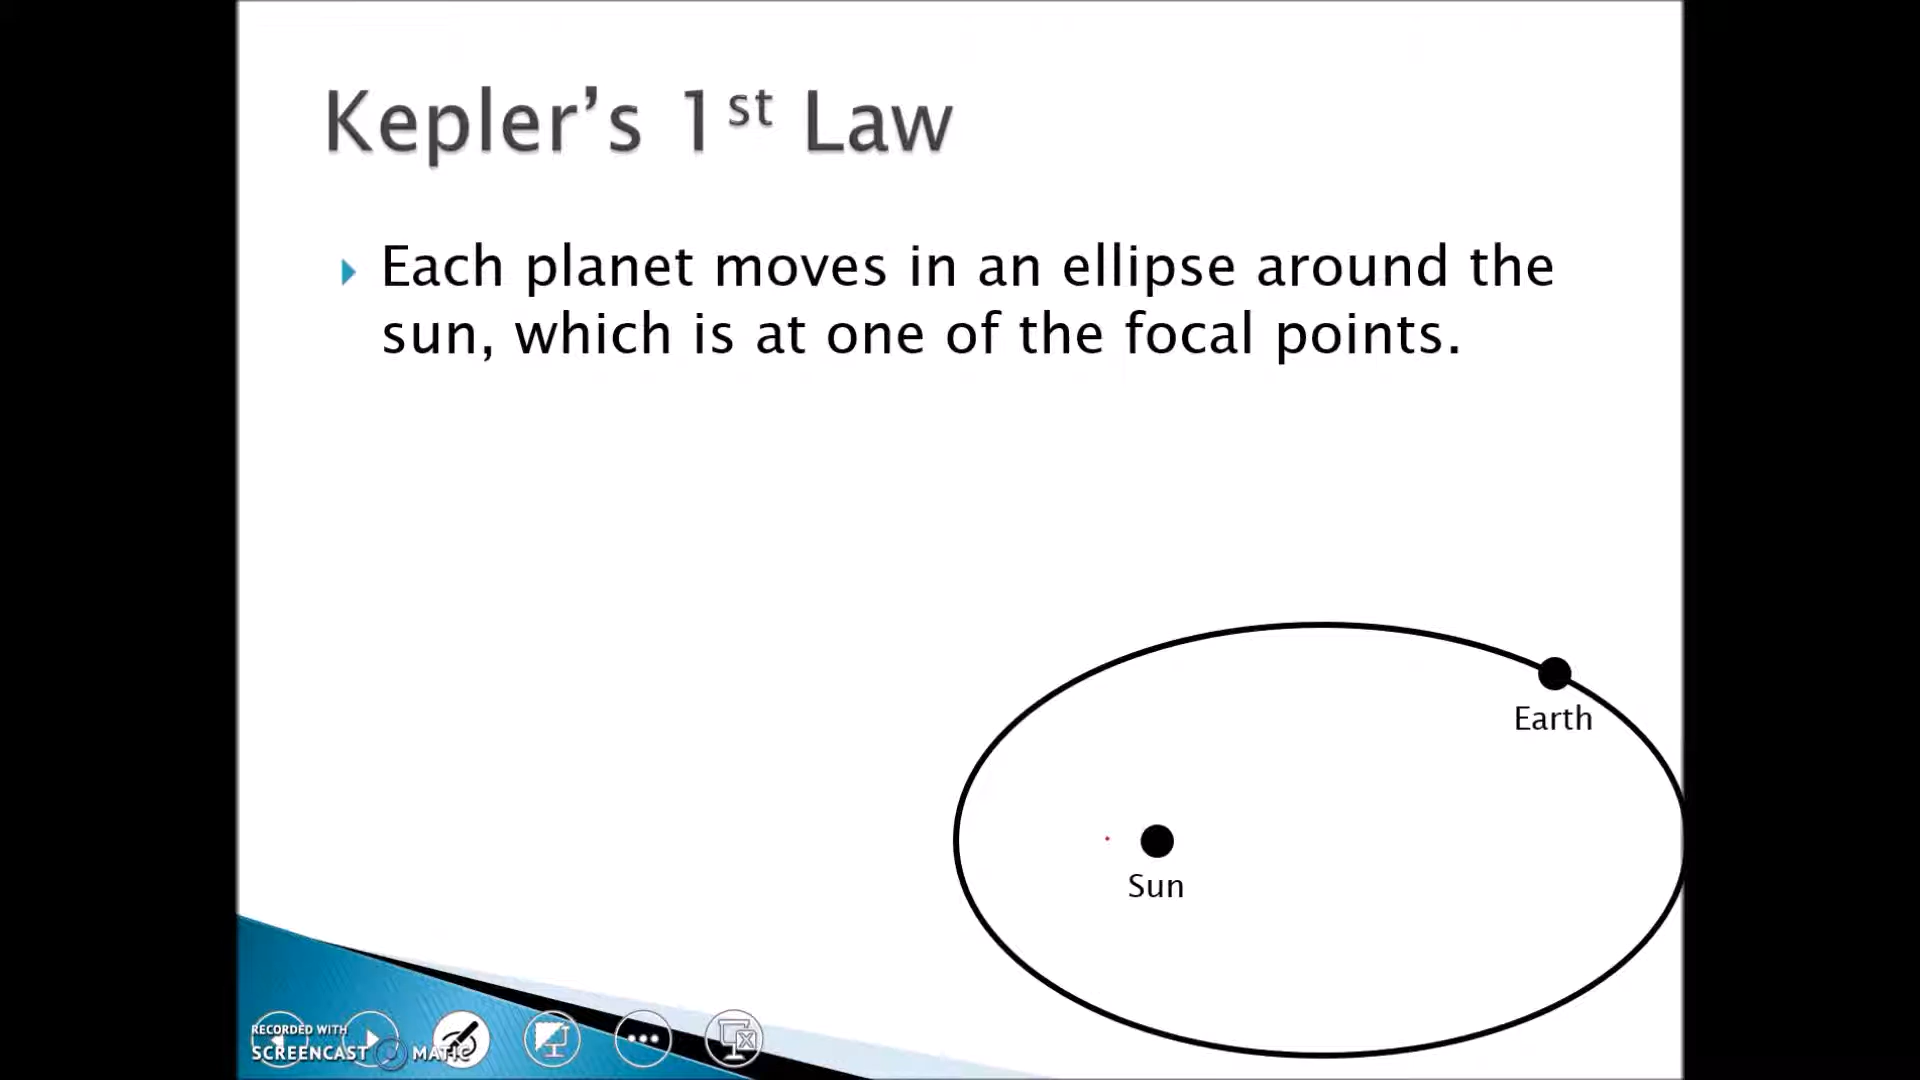 Kepler’s 1st Law
Each planet moves in an ellipse around the
sun, which is at one of the focal points.
Earth
Sun
RECORDED WITH
SCREENCAST MATIC